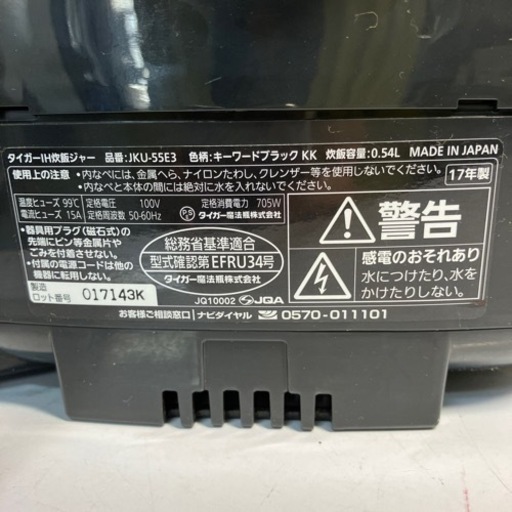 タイガーIH炊飯ジャー 品番:JKU-55E3 色柄:キーワードブラック KK 炊飯容量:0.54L MADE IN JAPAN
使用上の注意 ・内なべには、金属へら、ナイロンたわし、クレンザー等を使用しないでください。
・内なべと本体の間に絶対に水を入れないでください。
17年製
温度ヒューズ 99℃ 定格電圧 100V 定格消費電力 705W
電流ヒューズ 15A 定格周波数 50-60Hz PS タイガー魔法瓶株式会社
・器具用プラグ(磁石式)の
先端にピン等金属片や
ごみを付着させないでください。
・付属の電源コードは他の
機器に転用しないでください。
総務省基準適合
型式確認第EFRU34号
タイガー魔法瓶株式会社
製造
ロット番号 017143K
JQ10002 JQA
警告
感電のおそれあり
水につけたり、水を
かけたりしない。
お客様ご相談窓口 ナビダイヤル 0570-011101